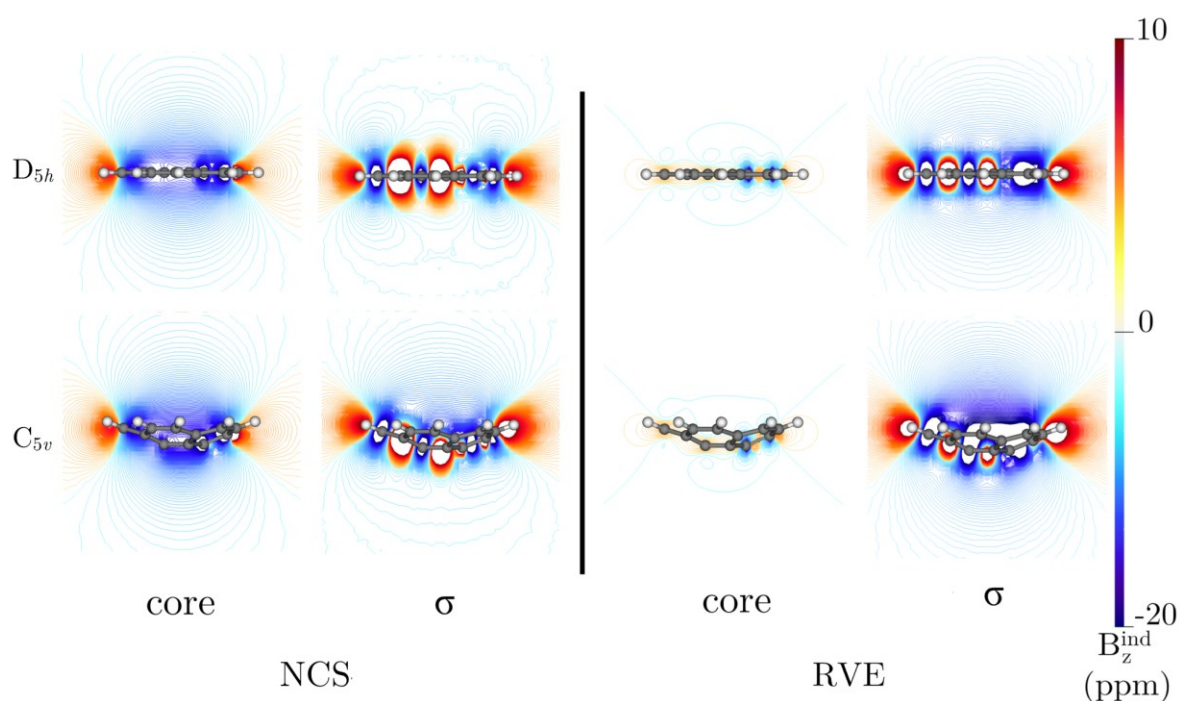 10
D5h
0
C5v
core σ core σ
-20
NCS. RVE
B_z^ind
(ppm)